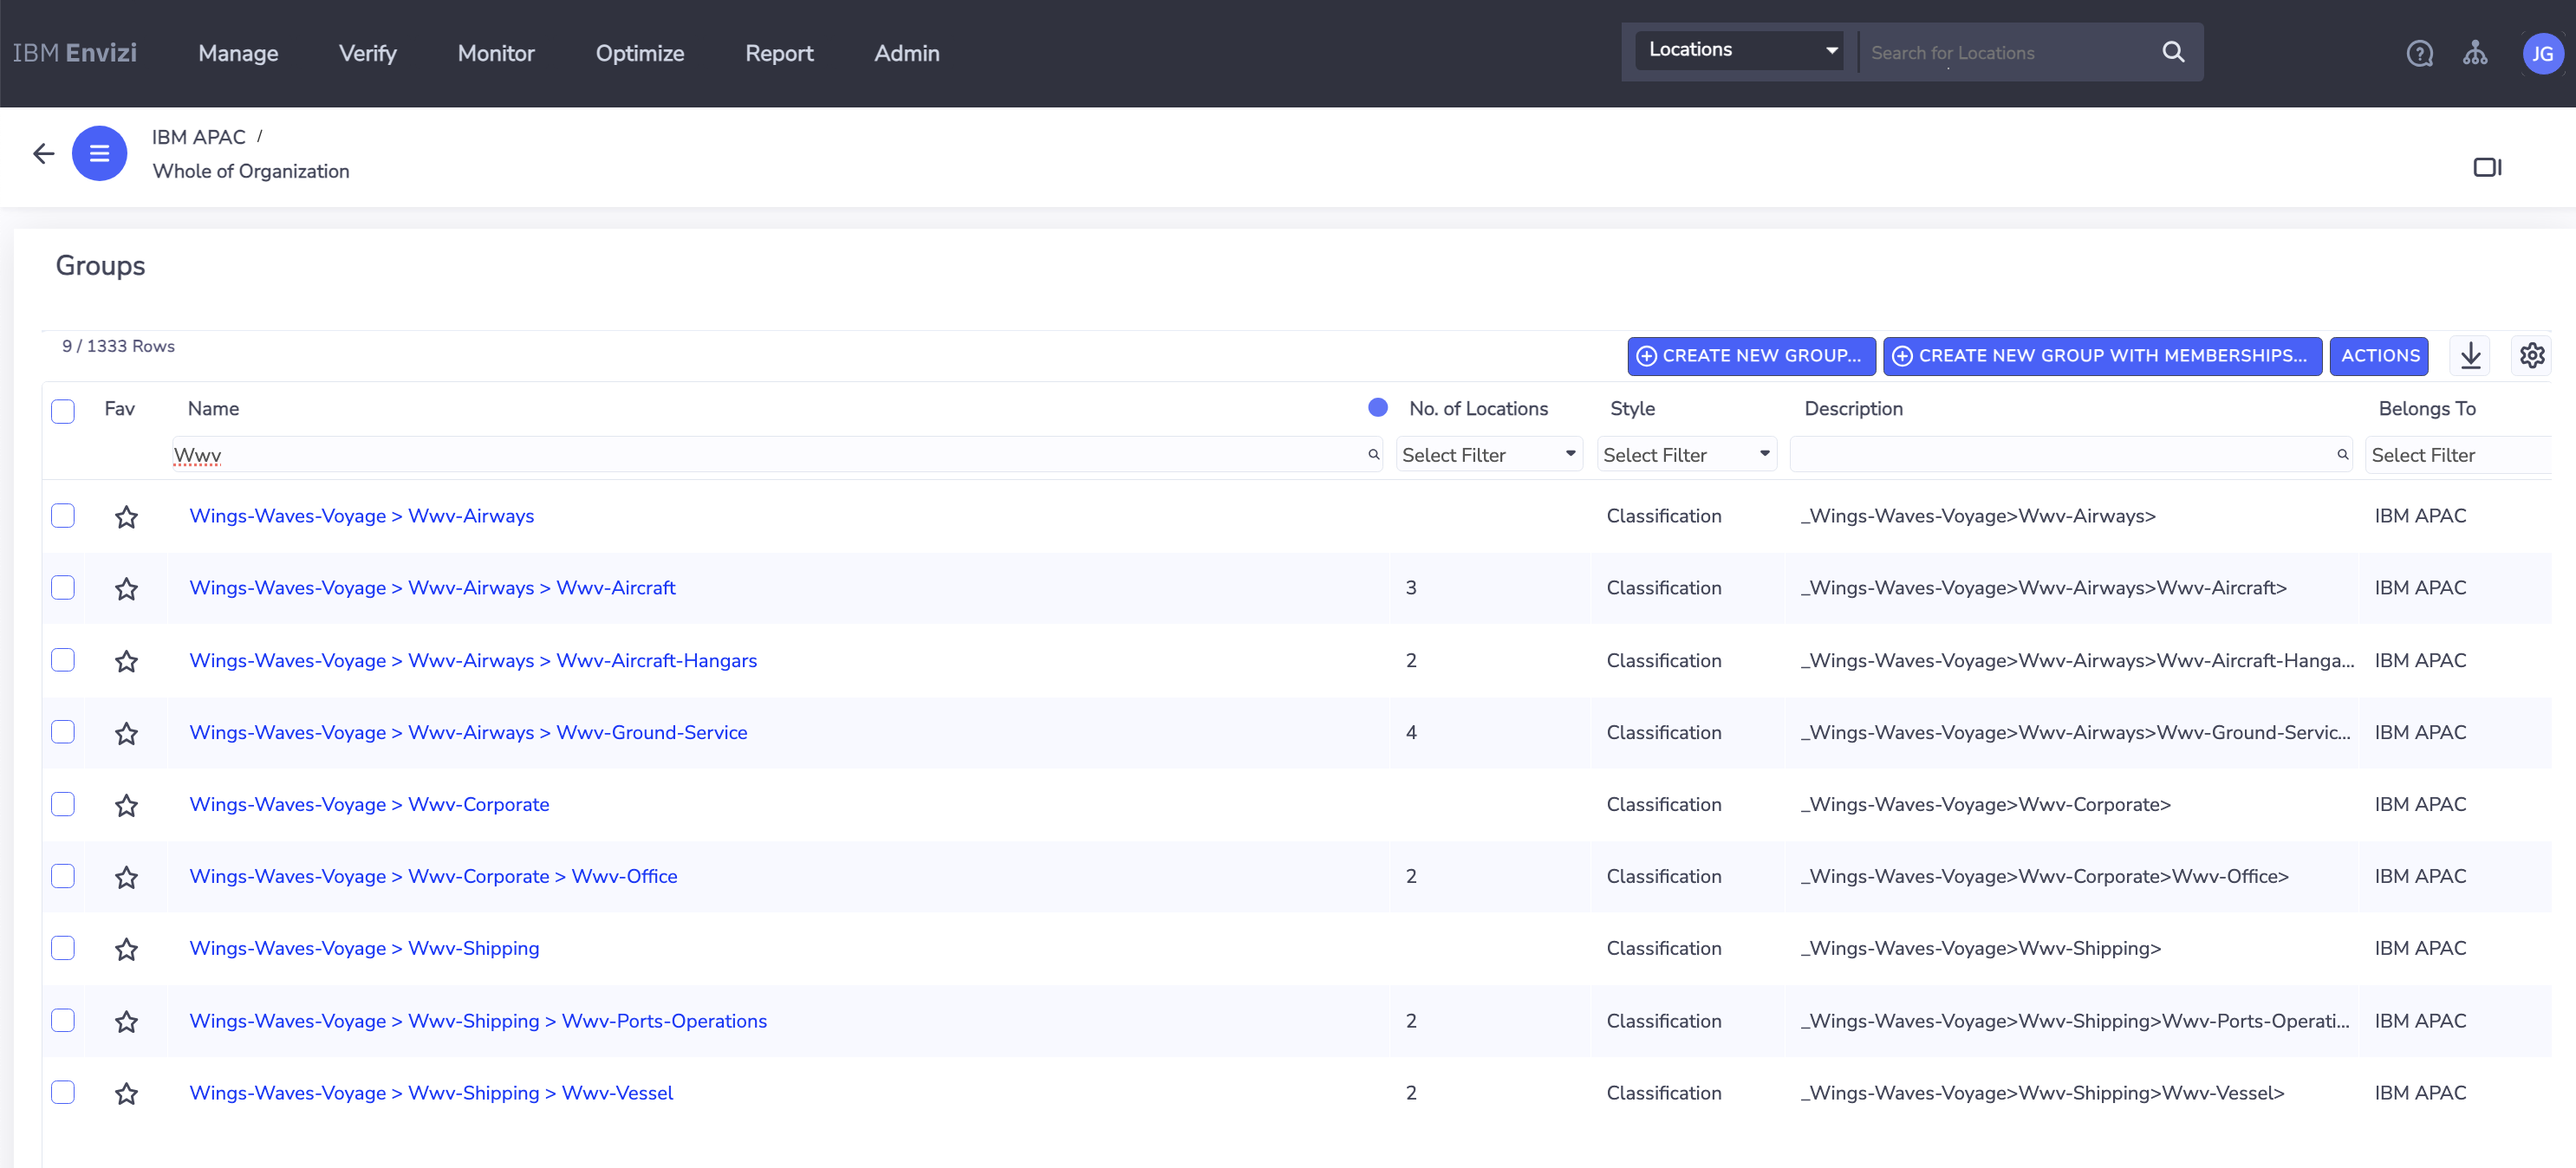 IBM Envizi Manage Verify Monitor Optimize Report Admin Locations Search for Locations JG
IBM APAC /
Whole of Organization
Groups
9 / 1333 Rows CREATE NEW GROUP... CREATE NEW GROUP WITH MEMBERSHIPS... ACTIONS
Fav Name No. of Locations Style Description Belongs To
Wwv Select Filter Select Filter Select Filter
Wings-Waves-Voyage > Wwv-Airways Classification _Wings-Waves-Voyage>Wwv-Airways> IBM APAC
Wings-Waves-Voyage > Wwv-Airways > Wwv-Aircraft 3 Classification _Wings-Waves-Voyage>Wwv-Airways>Wwv-Aircraft> IBM APAC
Wings-Waves-Voyage > Wwv-Airways > Wwv-Aircraft-Hangars 2 Classification _Wings-Waves-Voyage>Wwv-Airways>Wwv-Aircraft-Hanga... IBM APAC
Wings-Waves-Voyage > Wwv-Airways > Wwv-Ground-Service 4 Classification _Wings-Waves-Voyage>Wwv-Airways>Wwv-Ground-Servic... IBM APAC
Wings-Waves-Voyage > Wwv-Corporate Classification _Wings-Waves-Voyage>Wwv-Corporate> IBM APAC
Wings-Waves-Voyage > Wwv-Corporate > Wwv-Office 2 Classification _Wings-Waves-Voyage>Wwv-Corporate>Wwv-Office> IBM APAC
Wings-Waves-Voyage > Wwv-Shipping Classification _Wings-Waves-Voyage>Wwv-Shipping> IBM APAC
Wings-Waves-Voyage > Wwv-Shipping > Wwv-Ports-Operations 2 Classification _Wings-Waves-Voyage>Wwv-Shipping>Wwv-Ports-Operati... IBM APAC
Wings-Waves-Voyage > Wwv-Shipping > Wwv-Vessel 2 Classification _Wings-Waves-Voyage>Wwv-Shipping>Wwv-Vessel> IBM APAC